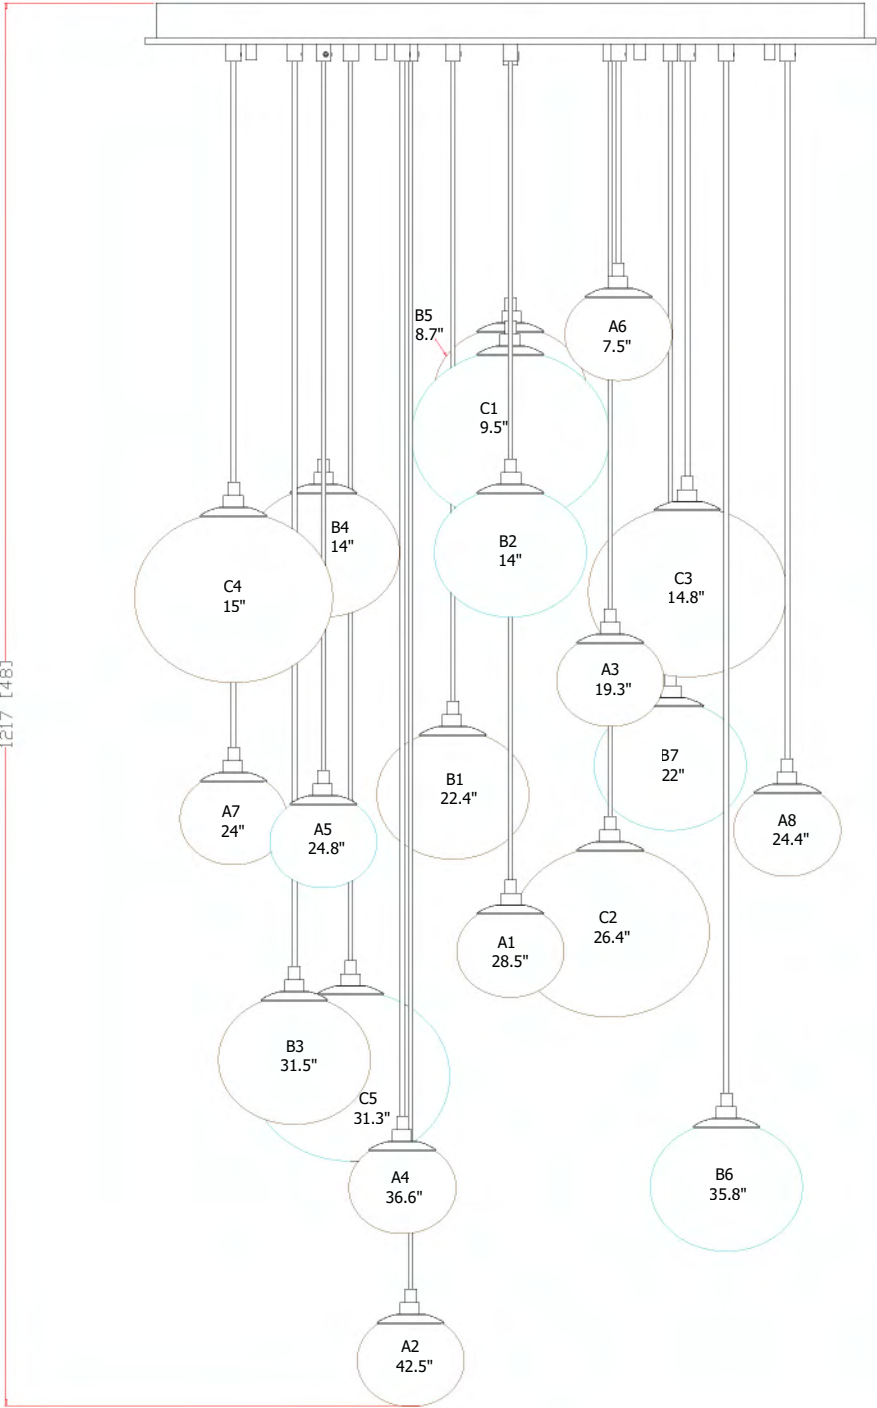 B5
8.7"
A6
7.5"
C1
9.5"
B4
14"
B2
14"
C4
15"
C3
14.8"
A3
19.3"
1217 [48]
B7
22"
B1
22.4"
A7
24"
A5
24.8"
A8
24.4"
C2
26.4"
A1
28.5"
B3
31.5"
C5
31.3"
A4
36.6"
B6
35.8"
A2
42.5"